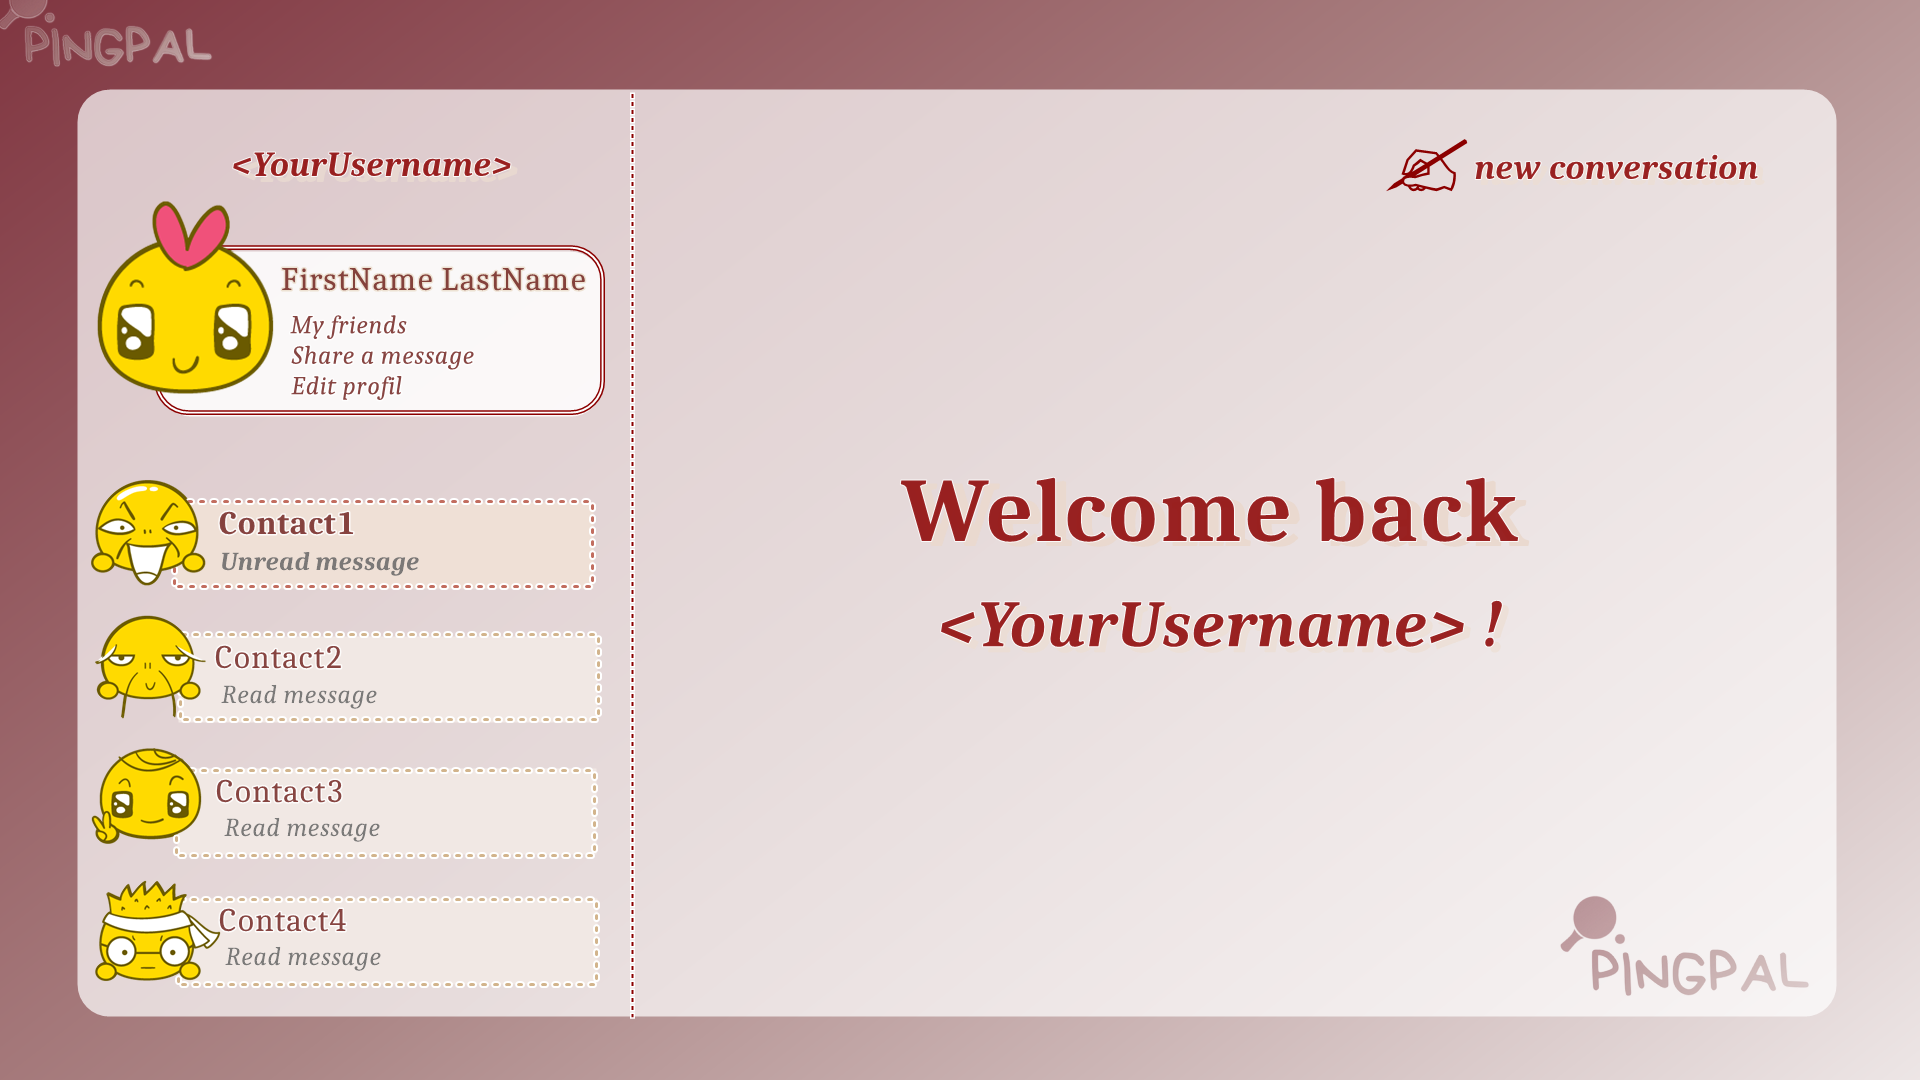 PINGPAL
<YourUsername>
FirstName LastName
My friends
Share a message
Edit profil
Contact1
Unread message
Contact2
Read message
Contact3
Read message
Contact4
Read message
new conversation
Welcome back
<YourUsername> !
PINGPAL